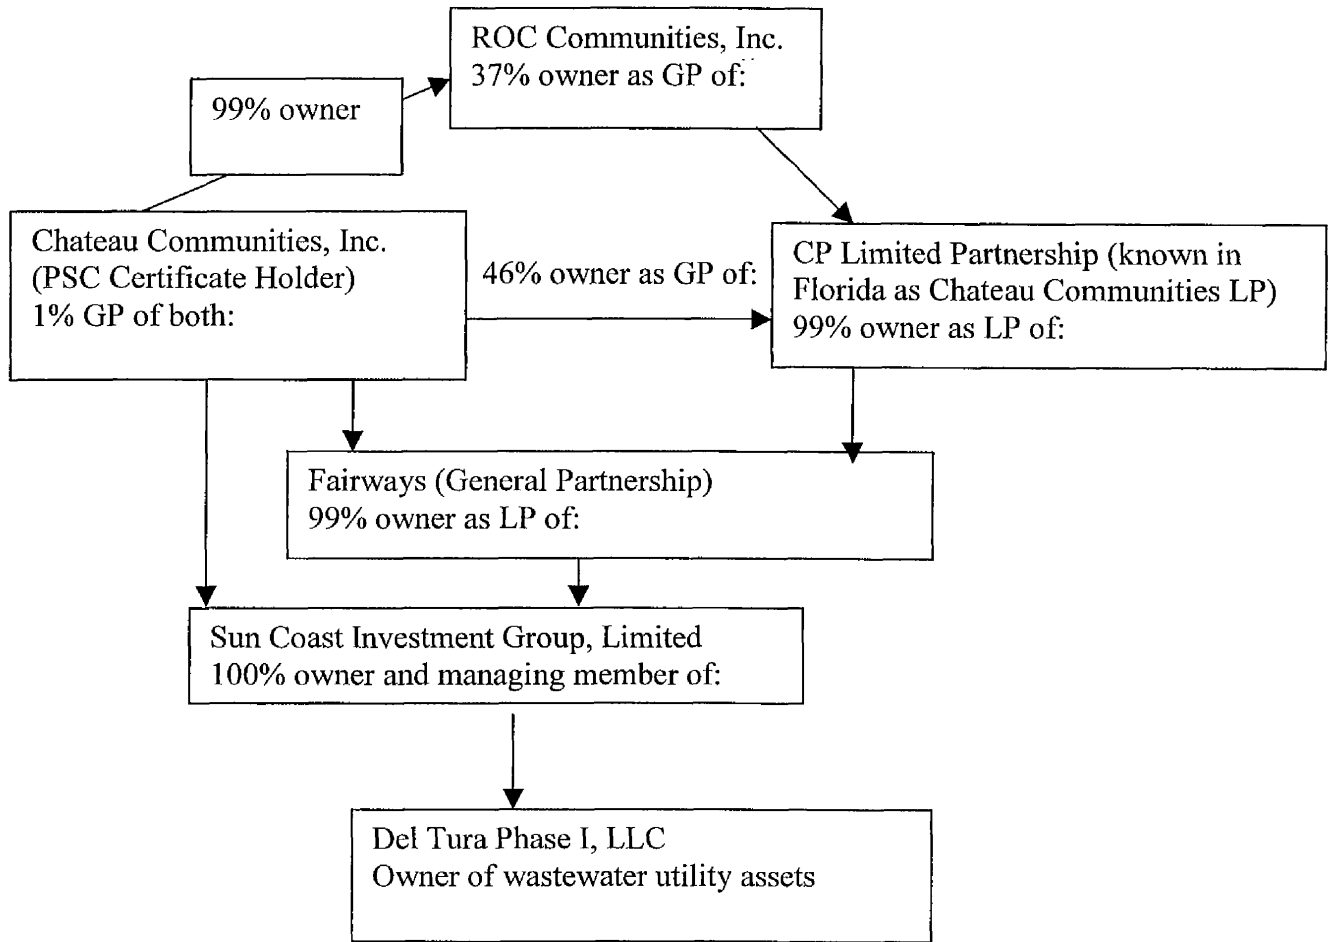 ROC Communities, Inc.
37% owner as GP of:
99% owner
Chateau Communities, Inc.
(PSC Certificate Holder)
1% GP of both:
46% owner as GP of:
CP Limited Partnership (known in
Florida as Chateau Communities LP)
99% owner as LP of:
Fairways (General Partnership)
99% owner as LP of:
Sun Coast Investment Group, Limited
100% owner and managing member of:
Del Tura Phase I, LLC
Owner of wastewater utility assets